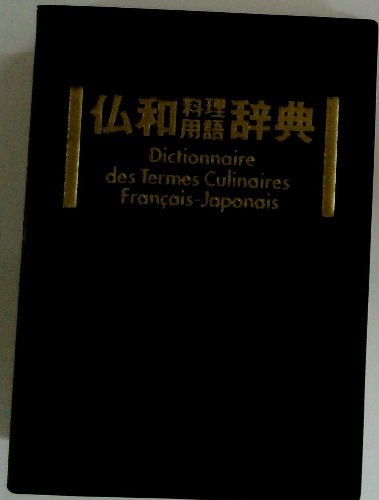 仏和料理用語辞典
Dictionnaire
des Termes Culinaires
Français-Japonais